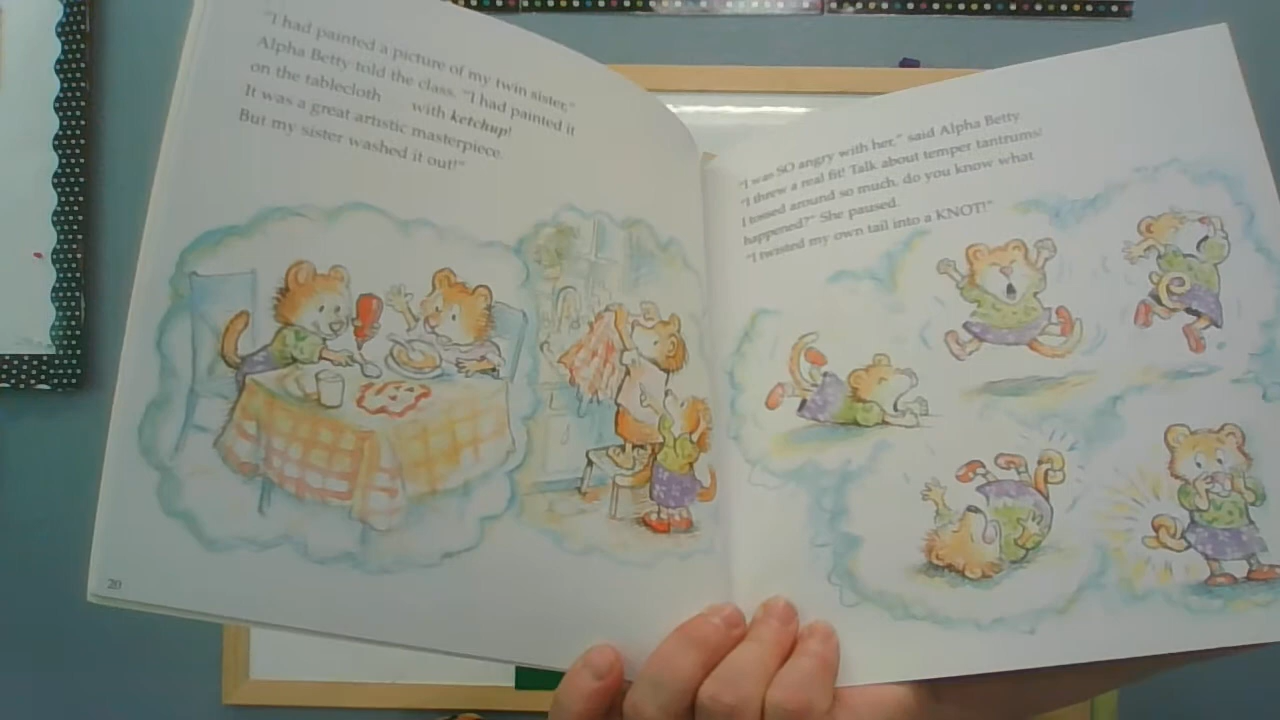 "I had painted a picture of my twin sister,"
Alpha Betty told the class. "I had painted it
on the tablecloth with ketchup!
It was a great artistic masterpiece.
But my sister washed it out!"
20
"I was SO angry with her," said Alpha Betty.
"I threw a real fit! Talk about temper tantrums!
I tossed around so much, do you know what
happened?" She paused.
"I twisted my own tail into a KNOT!"